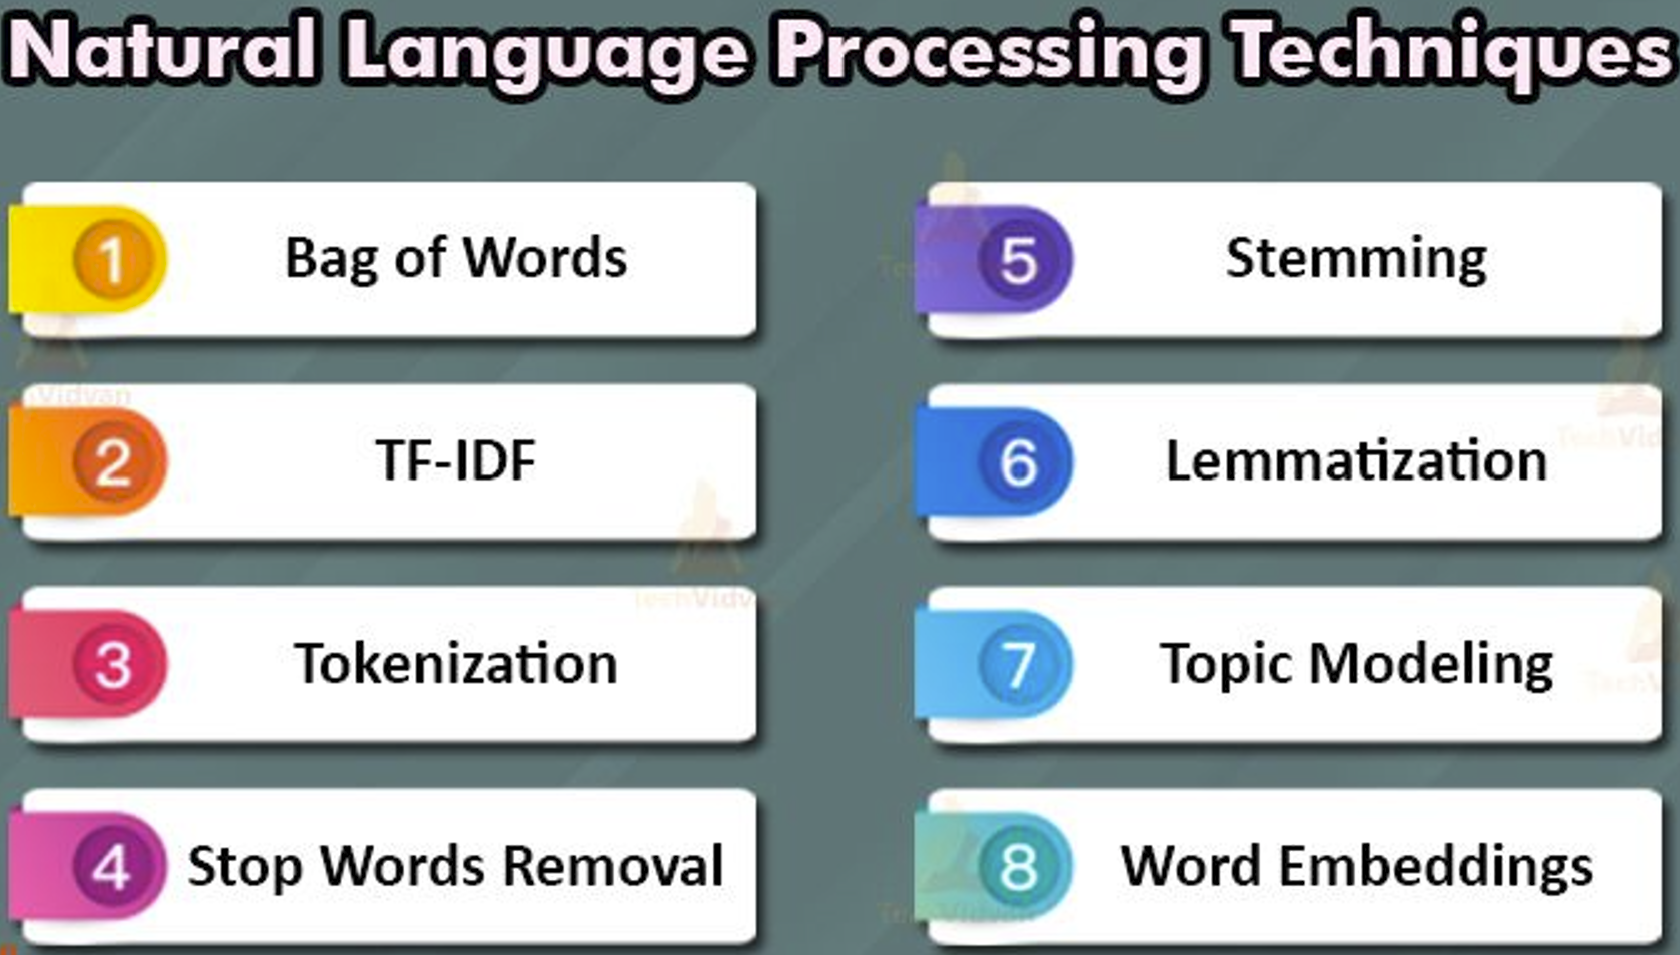 Natural Language Processing Techniques
1 Bag of Words
2 TF-IDF
3 Tokenization
4 Stop Words Removal
5 Stemming
6 Lemmatization
7 Topic Modeling
8 Word Embeddings
TechVidvan